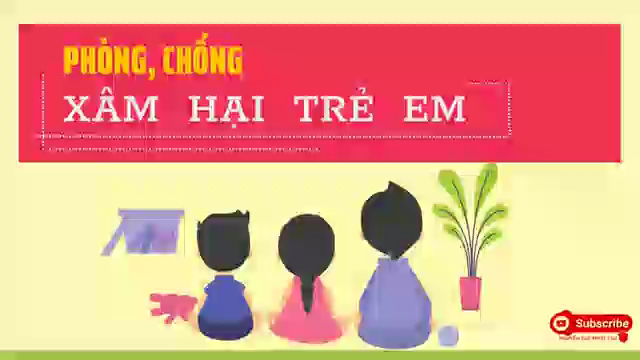 PHÒNG, CHỐNG
XÂM HẠI TRẺ EM
Subscribe